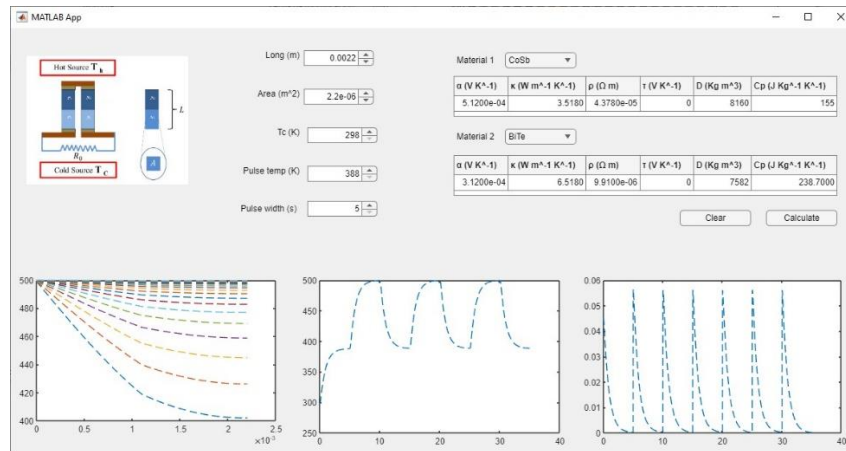 MATLAB App
Hot Source T h
L
R0
Cold Source T C
Long (m) 0.0022
Area (m^2) 2.2e-06
Tc (K) 298
Pulse temp (K) 388
Pulse width (s) 5
Material 1 CoSb
α (V K^-1) κ (W m^-1 K^-1) ρ (Ω m) τ (V K^-1) D (Kg m^3) Cp (J Kg^-1 K^-1)
5.1200e-04 3.5180 4.3780e-05 0 8160 155
Material 2 BiTe
α (V K^-1) κ (W m^-1 K^-1) ρ (Ω m) τ (V K^-1) D (Kg m^3) Cp (J Kg^-1 K^-1)
3.1200e-04 6.5180 9.9100e-06 0 7582 238.7000
Clear Calculate
500
480
460
440
420
400
0 0.5 1 1.5 2 2.5
×10^-3
500
450
400
350
300
250
0 10 20 30 40
0.06
0.05
0.04
0.03
0.02
0.01
0
0 10 20 30 40